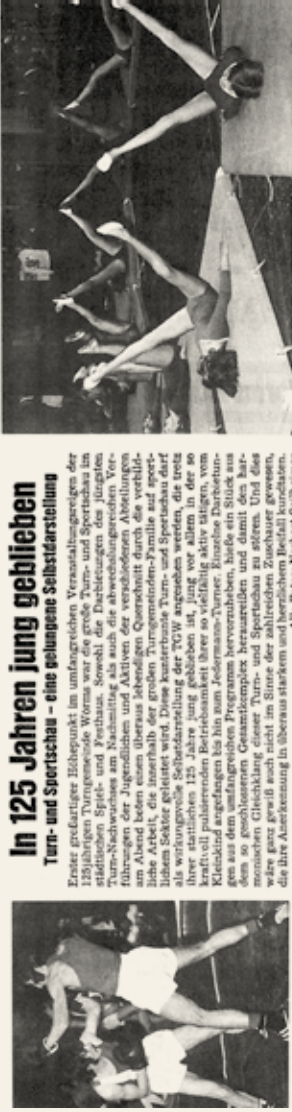 In 125 Jahren jung geblieben
Turn- und Sportschau – eine gelungene Selbstdarstellung
Erster großartiger Höhepunkt im umfangreichen Veranstaltungsreigen der
125jährigen Turngemeinde Worms war die große Turn- und Sportschau im
städtischen Spiel- und Festhaus. Sowohl die Darbietungen des jüngsten
Turn-Nachwuchses am Nachmittag als auch die abwechslungsreichen Vor-
führungen der Jugendlichen und Aktiven der verschiedenen Abteilungen
am Abend boten einen überaus lebendigen Querschnitt durch die vorbild-
liche Arbeit, die innerhalb der großen Turngemeinden-Familie auf sport-
lichem Sektor geleistet wird. Diese kunterbunte Turn- und Sportschau darf
als wirkungsvolle Selbstdarstellung der TGW angesehen werden, die trotz
ihrer stattlichen 125 Jahre jung geblieben ist, jung vor allem in der so
kraftvoll pulsierenden Betriebsamkeit ihrer so vielfältig aktiv tätigen, vom
Kleinkind angefangen bis hin zum Jedermann-Turner. Einzelne Darbietun-
gen aus dem umfangreichen Programm hervorzuheben, hieße ein Stück aus
dem so geschlossenen Gesamtkomplex herausreißen und damit den har-
monischen Gleichklang dieser Turn- und Sportschau zu stören. Und dies
wäre ganz gewiß auch nicht im Sinne der zahlreichen Zuschauer gewesen,
die ihre Anerkennung in überaus starkem und herzlichem Beifall kundtaten.